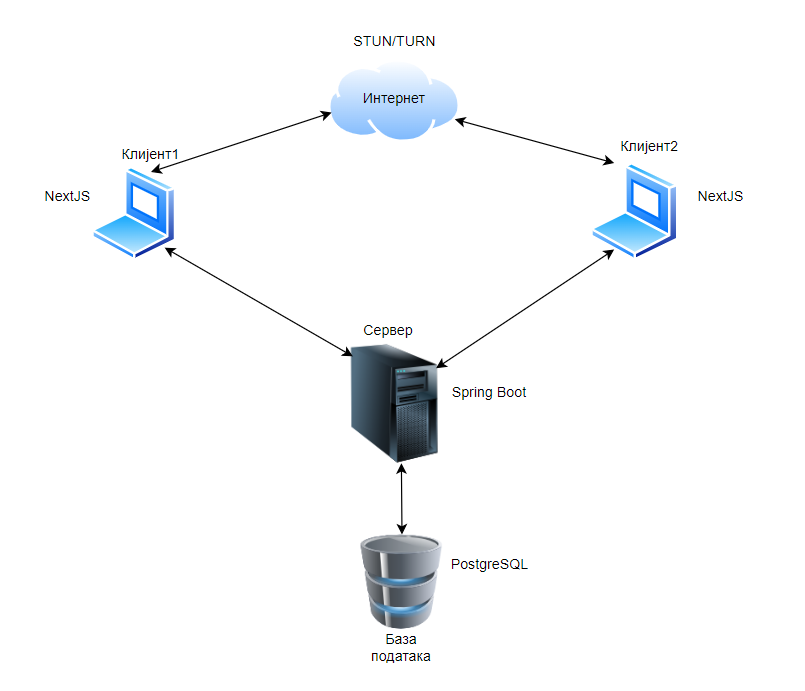 STUN/TURN
Интернет
Клијент1
Клијент2
NextJS
NextJS
Сервер
Spring Boot
PostgreSQL
База
података